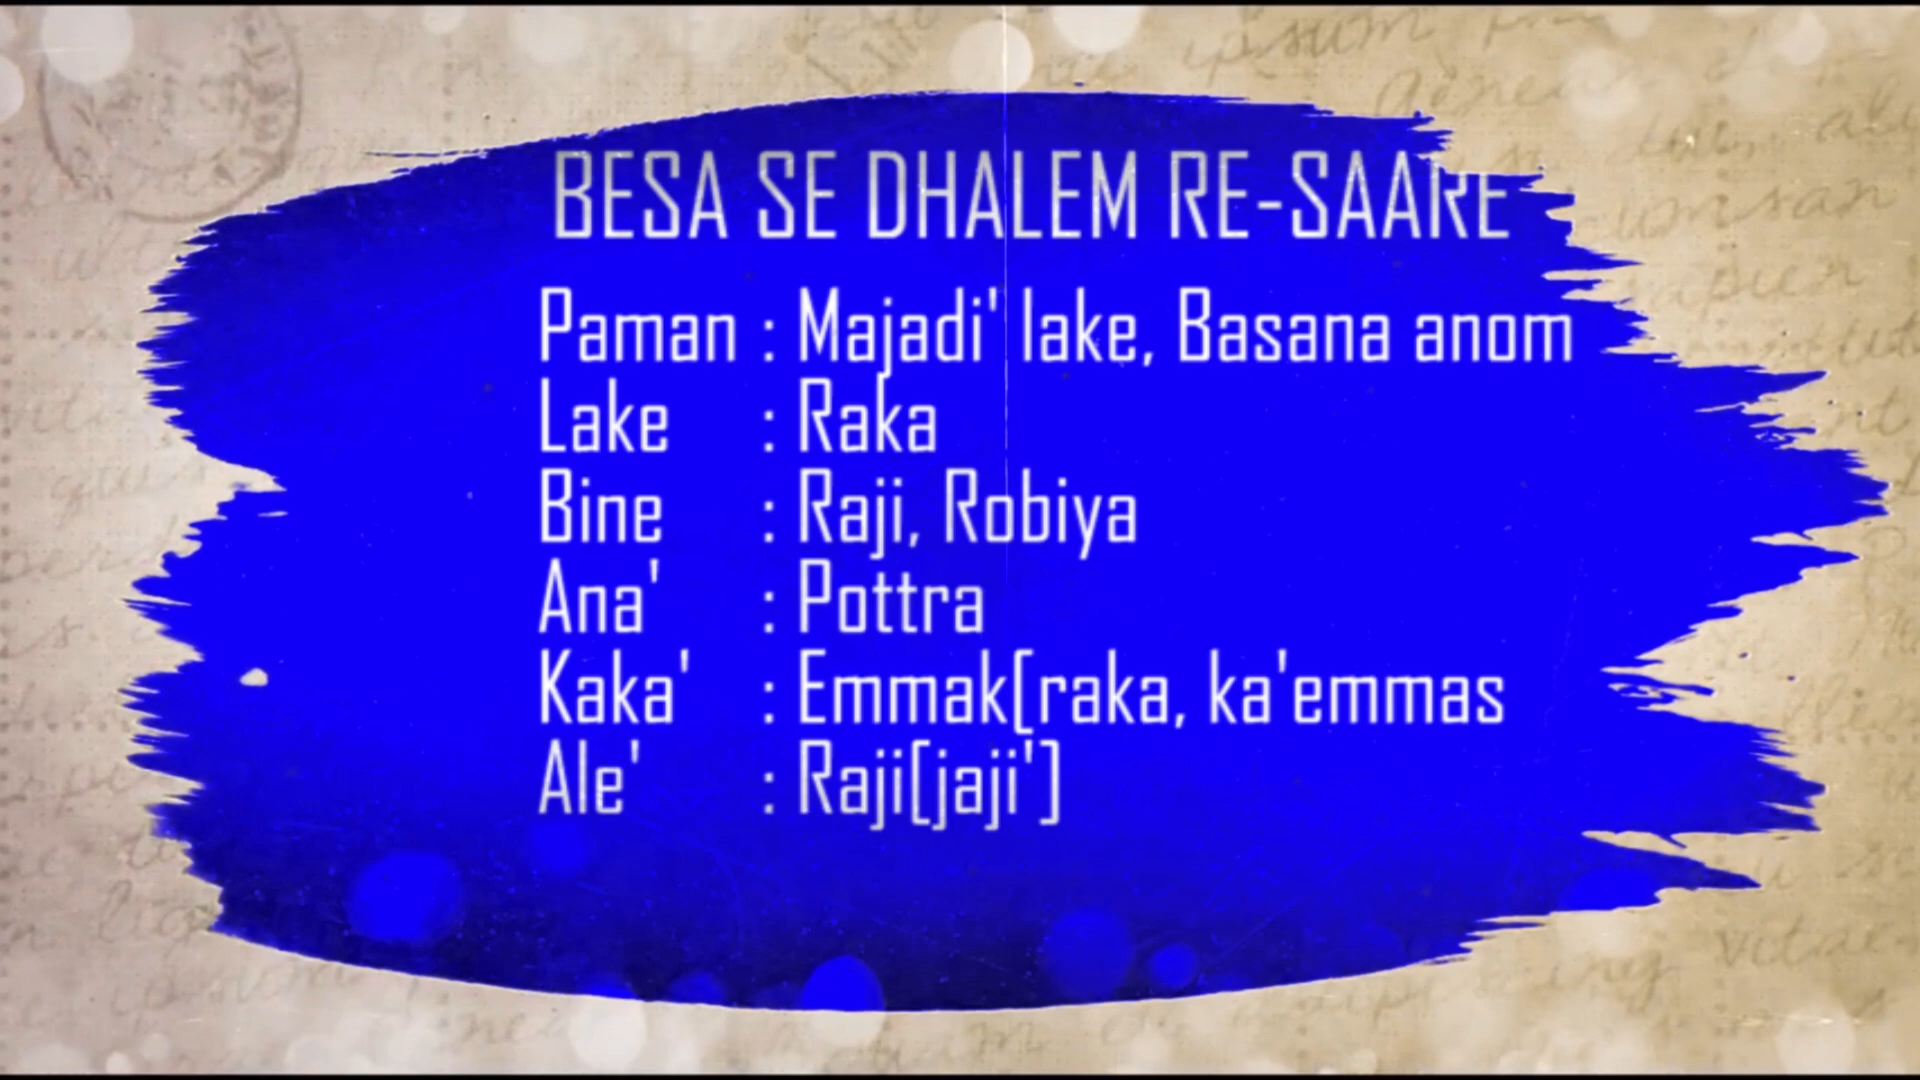 BESA SE DHALEM RE-SAARE
Paman : Majadi' lake, Basana anom
Lake : Raka
Bine : Raji, Robiya
Ana' : Pottra
Kaka' : Emmak(raka, ka'emmas
Ale' : Raji(jaji')